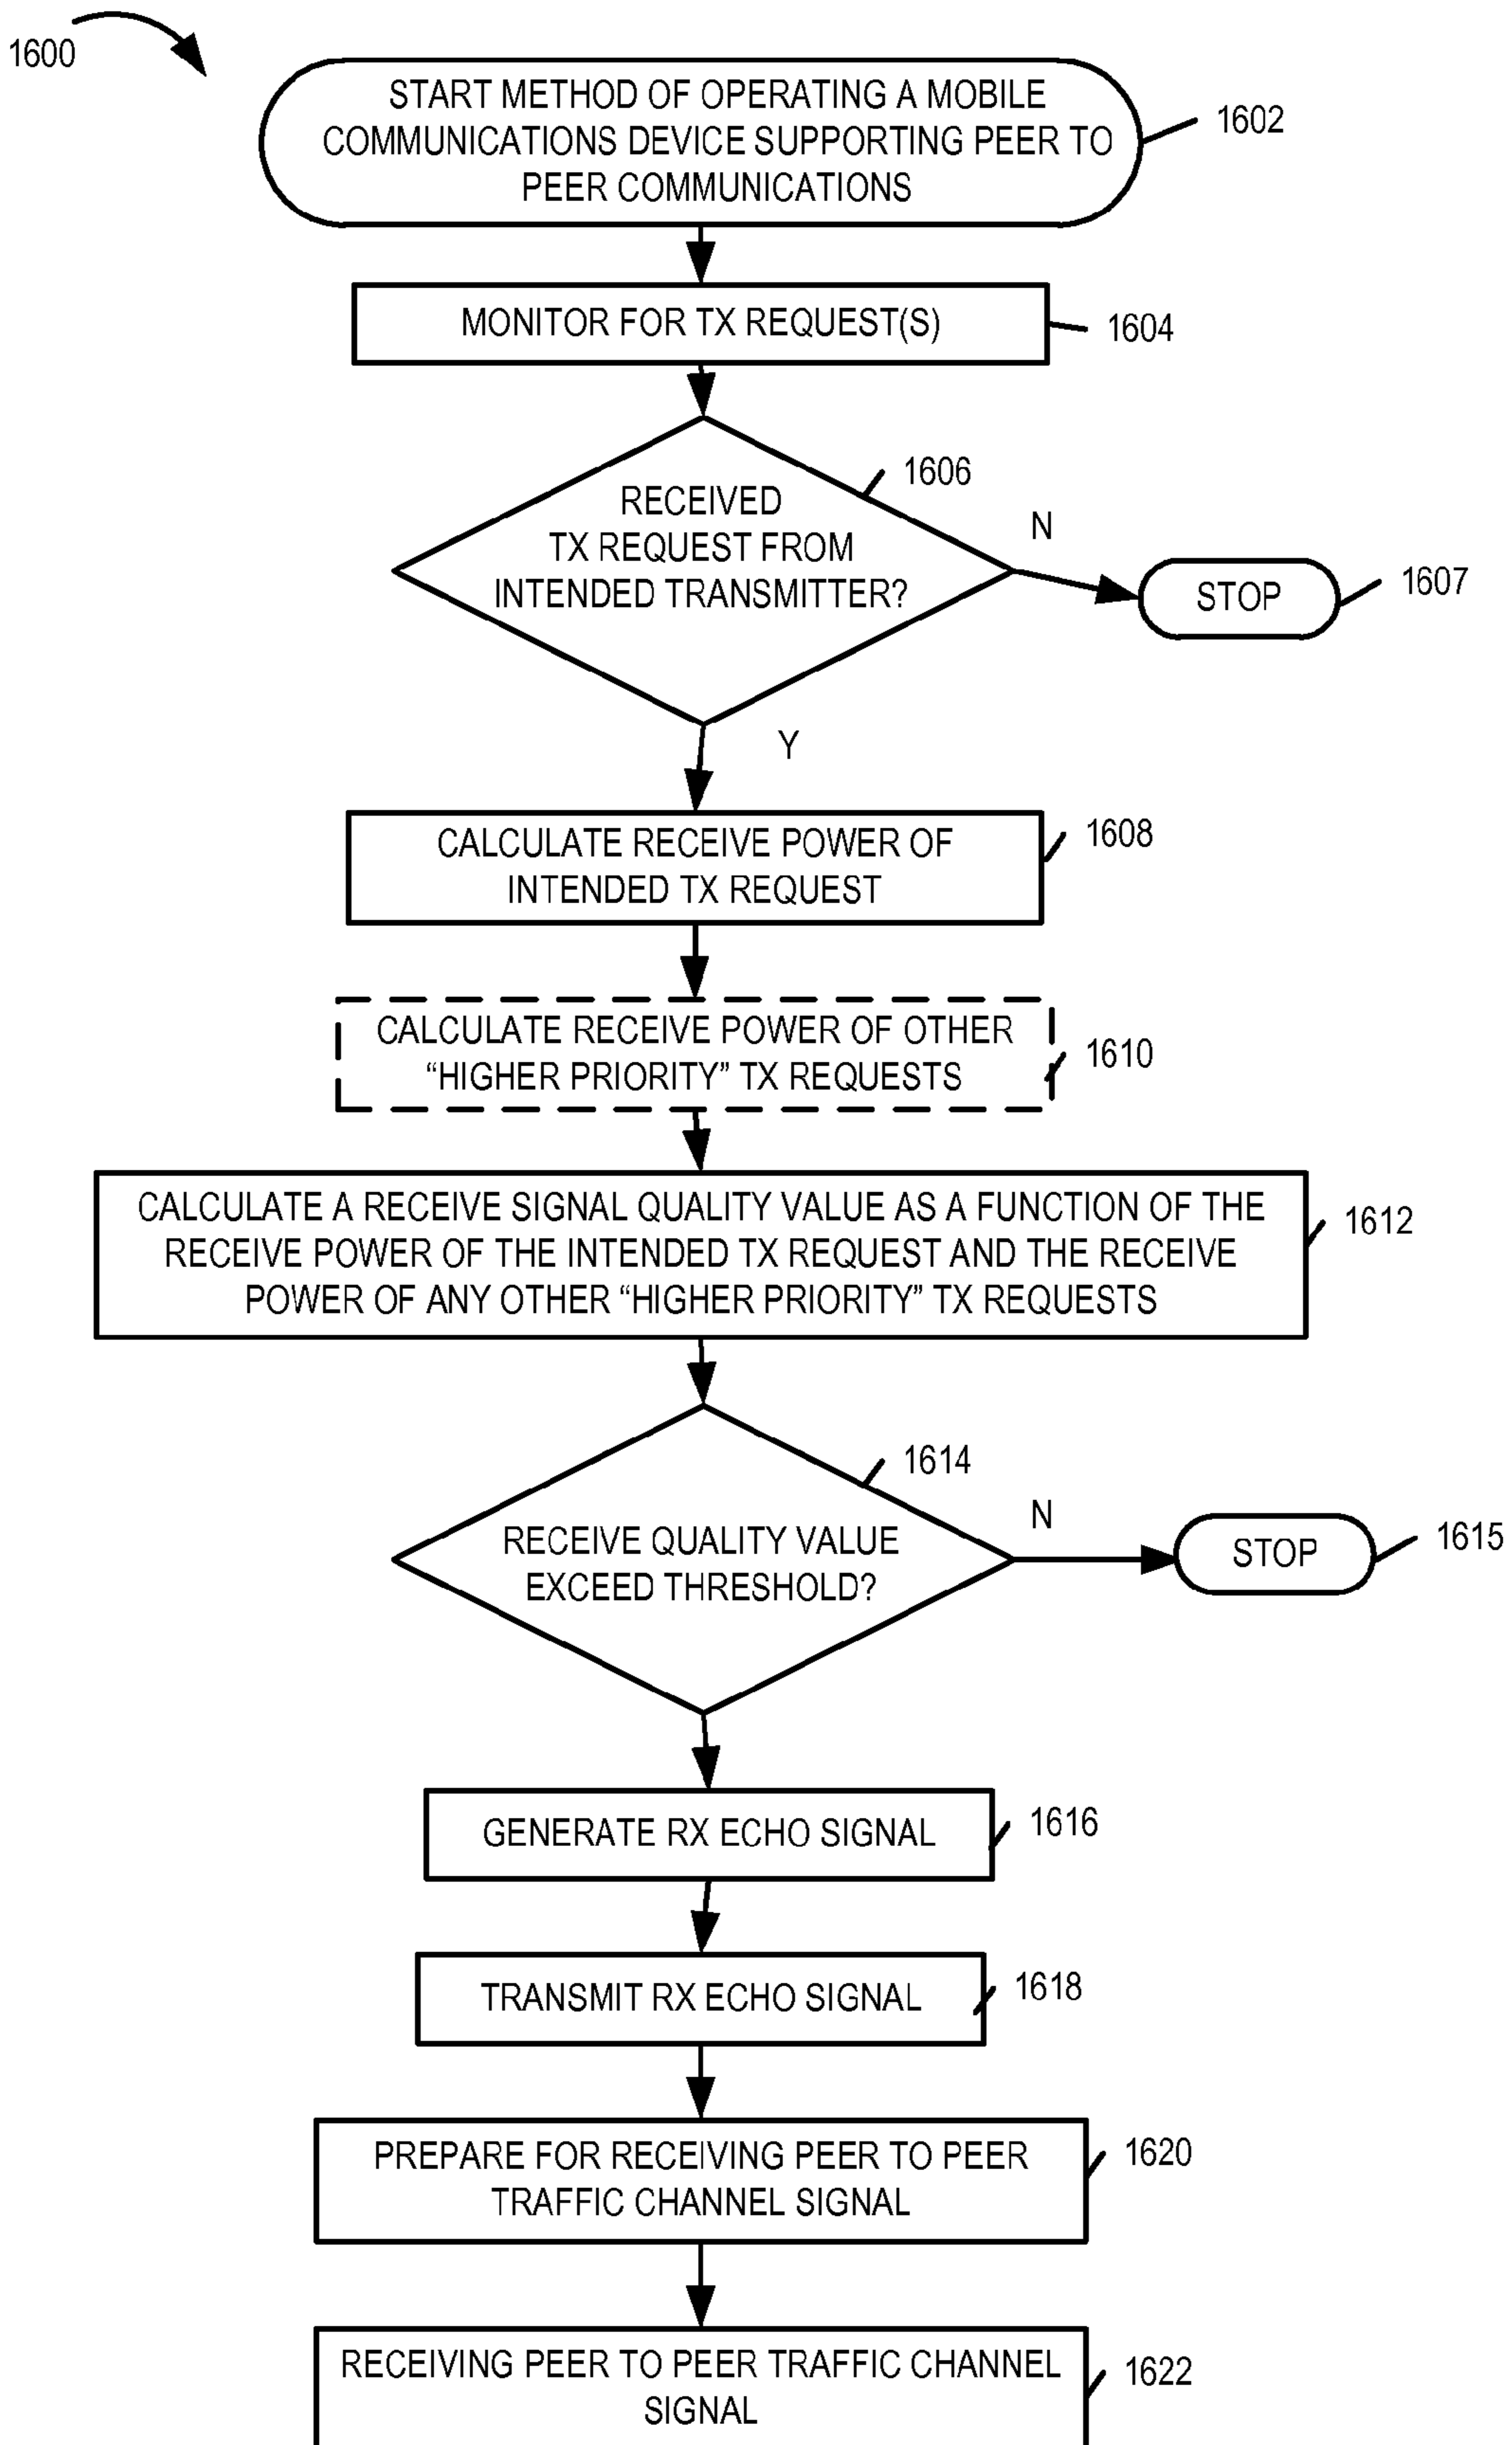 1600
START METHOD OF OPERATING A MOBILE
COMMUNICATIONS DEVICE SUPPORTING PEER TO
PEER COMMUNICATIONS
1602
MONITOR FOR TX REQUEST(S)
1604
1606
RECEIVED
TX REQUEST FROM
INTENDED TRANSMITTER?
N
STOP
1607
Y
CALCULATE RECEIVE POWER OF
INTENDED TX REQUEST
1608
CALCULATE RECEIVE POWER OF OTHER
“HIGHER PRIORITY” TX REQUESTS
1610
CALCULATE A RECEIVE SIGNAL QUALITY VALUE AS A FUNCTION OF THE
RECEIVE POWER OF THE INTENDED TX REQUEST AND THE RECEIVE
POWER OF ANY OTHER “HIGHER PRIORITY” TX REQUESTS
1612
1614
RECEIVE QUALITY VALUE
EXCEED THRESHOLD?
N
STOP
1615
GENERATE RX ECHO SIGNAL
1616
TRANSMIT RX ECHO SIGNAL
1618
PREPARE FOR RECEIVING PEER TO PEER
TRAFFIC CHANNEL SIGNAL
1620
RECEIVING PEER TO PEER TRAFFIC CHANNEL
SIGNAL
1622